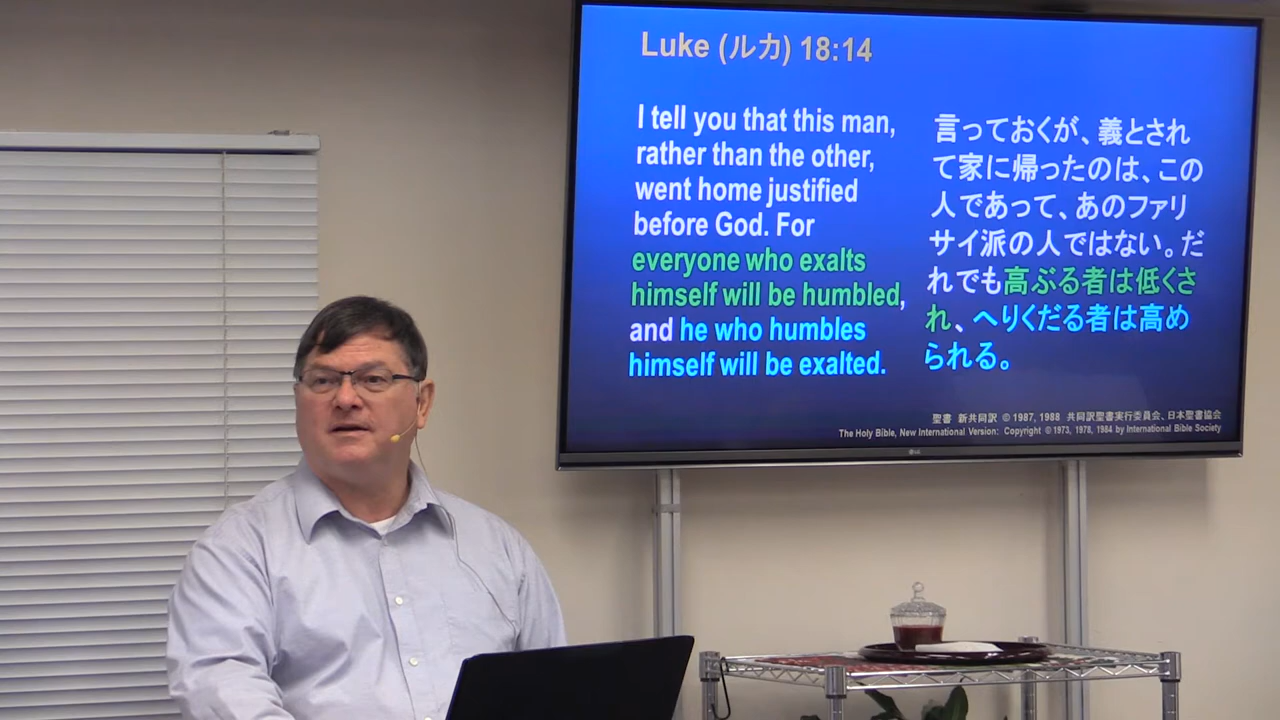 Luke (ルカ) 18:14
I tell you that this man,
rather than the other,
went home justified
before God. For
everyone who exalts
himself will be humbled,
and he who humbles
himself will be exalted.
言っておくが、義とされ
て家に帰ったのは、この
人であって、あのファリ
サイ派の人ではない。だ
れでも高ぶる者は低くさ
れ、へりくだる者は高め
られる。
聖書 新共同訳 © 1987, 1988 共同訳聖書実行委員会、日本聖書協会
The Holy Bible, New International Version: Copyright © 1973, 1978, 1984 by International Bible Society
LG